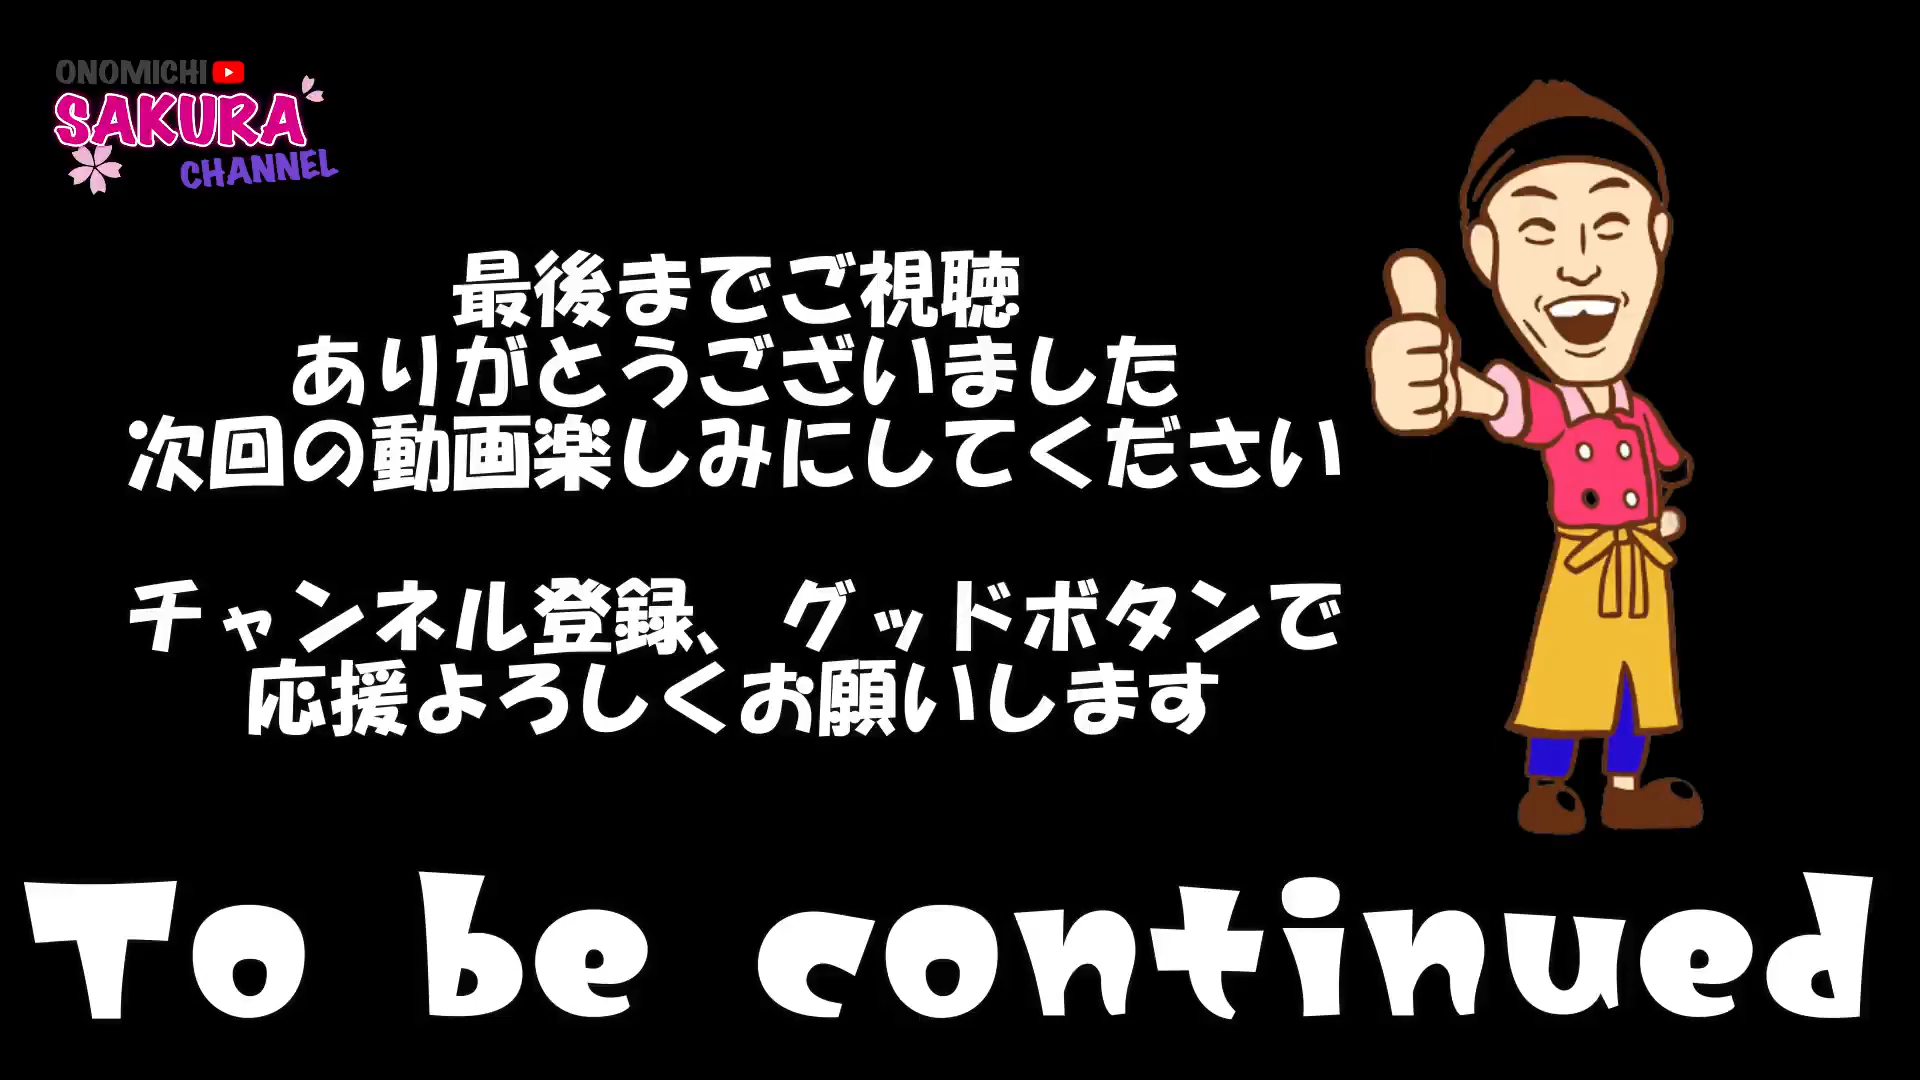 ONOMICHI
SAKURA
CHANNEL
最後までご視聴
ありがとうございました
次回の動画楽しみにしてください
チャンネル登録、グッドボタンで
応援よろしくお願いします
To be continued